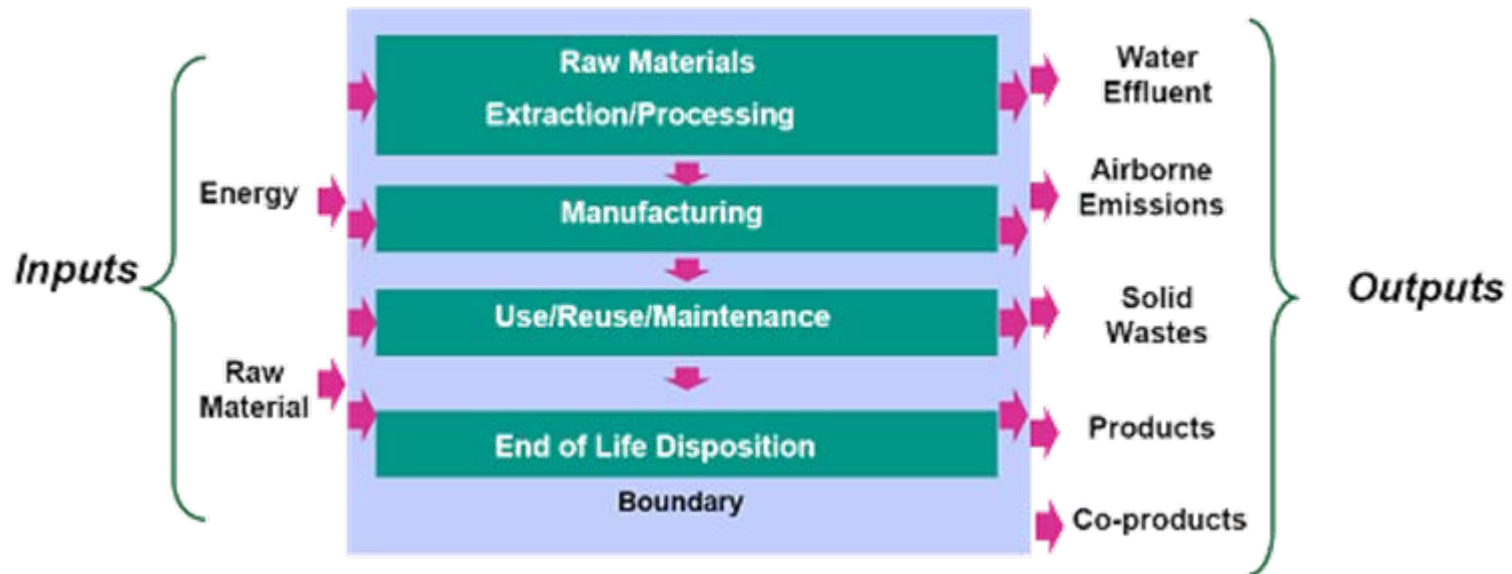 Inputs
Energy
Raw
Material
Raw Materials
Extraction/Processing
Manufacturing
Use/Reuse/Maintenance
End of Life Disposition
Boundary
Water
Effluent
Airborne
Emissions
Solid
Wastes
Products
Co-products
Outputs